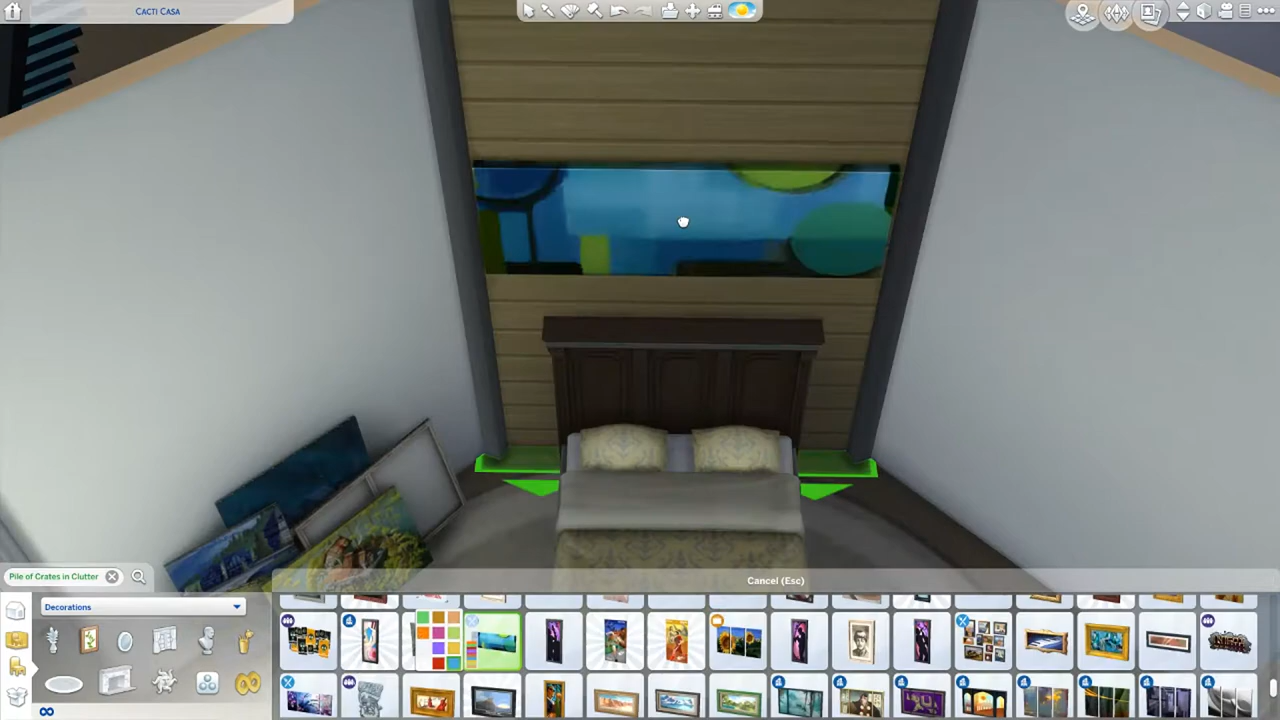 Cacti Casa
Cancel (Esc)
Pile of Crates in Clutter
Decorations